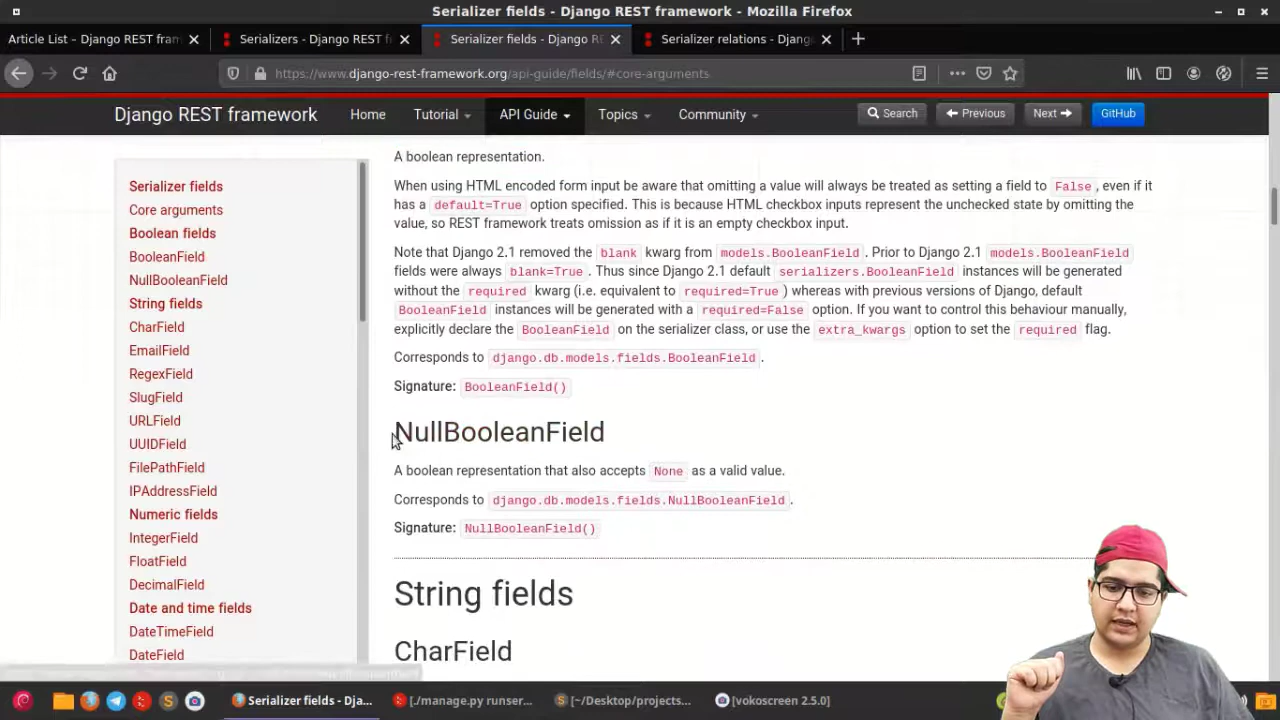 Serializer fields - Django REST framework - Mozilla Firefox
Article List – Django REST fram
Serializers - Django REST f
Serializer fields - Django R
Serializer relations - Djang
https://www.django-rest-framework.org/api-guide/fields/#core-arguments
Django REST framework
Home
Tutorial
API Guide
Topics
Community
Search
Previous
Next
GitHub
Serializer fields
Core arguments
Boolean fields
BooleanField
NullBooleanField
String fields
CharField
EmailField
RegexField
SlugField
URLField
UUIDField
FilePathField
IPAddressField
Numeric fields
IntegerField
FloatField
DecimalField
Date and time fields
DateTimeField
DateField
A boolean representation.
When using HTML encoded form input be aware that omitting a value will always be treated as setting a field to False, even if it
has a default=True option specified. This is because HTML checkbox inputs represent the unchecked state by omitting the
value, so REST framework treats omission as if it is an empty checkbox input.
Note that Django 2.1 removed the blank kwarg from models.BooleanField. Prior to Django 2.1 models.BooleanField
fields were always blank=True. Thus since Django 2.1 default serializers.BooleanField instances will be generated
without the required kwarg (i.e. equivalent to required=True) whereas with previous versions of Django, default
BooleanField instances will be generated with a required=False option. If you want to control this behaviour manually,
explicitly declare the BooleanField on the serializer class, or use the extra_kwargs option to set the required flag.
Corresponds to django.db.models.fields.BooleanField.
Signature: BooleanField()
NullBooleanField
A boolean representation that also accepts None as a valid value.
Corresponds to django.db.models.fields.NullBooleanField.
Signature: NullBooleanField()
String fields
CharField
Serializer fields - Dja...
[./manage.py runser...
[~/Desktop/projects...
[vokoscreen 2.5.0]